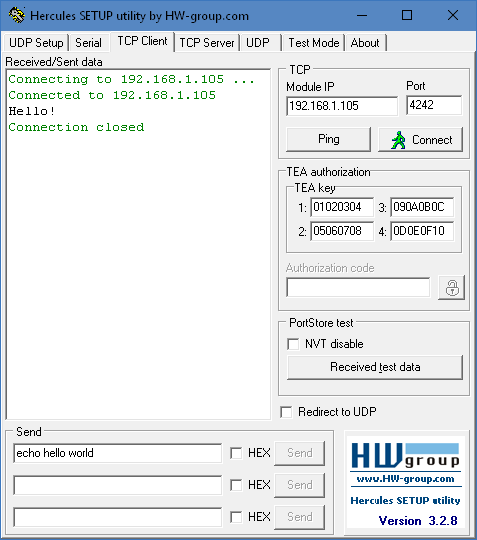 Hercules SETUP utility by HW-group.com
UDP Setup Serial TCP Client TCP Server UDP Test Mode About
Received/Sent data
Connecting to 192.168.1.105 ...
Connected to 192.168.1.105
Hello!
Connection closed
TCP
Module IP Port
192.168.1.105 4242
Ping Connect
TEA authorization
TEA key
1: 01020304 3: 090A0B0C
2: 05060708 4: 0D0E0F10
Authorization code
PortStore test
NVT disable
Received test data
Redirect to UDP
Send
echo hello world HEX Send
HEX Send
HEX Send
HWgroup
www.HW-group.com
Hercules SETUP utility
Version 3.2.8